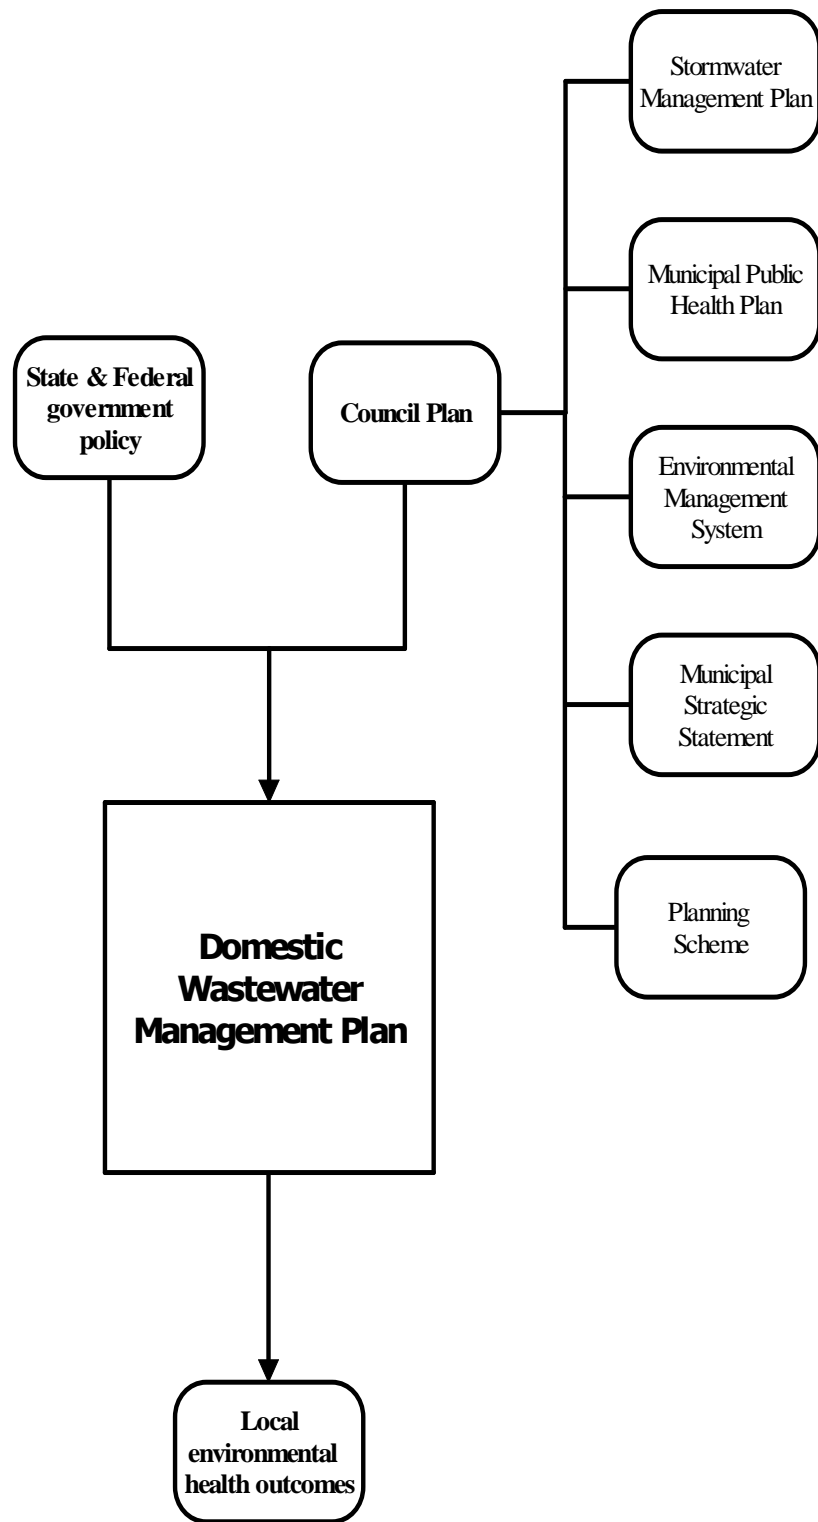 Stormwater
Management Plan
Municipal Public
Health Plan
State & Federal
government
policy
Council Plan
Environmental
Management
System
Municipal
Strategic
Statement
Planning
Scheme
Domestic
Wastewater
Management Plan
Local
environmental
health outcomes